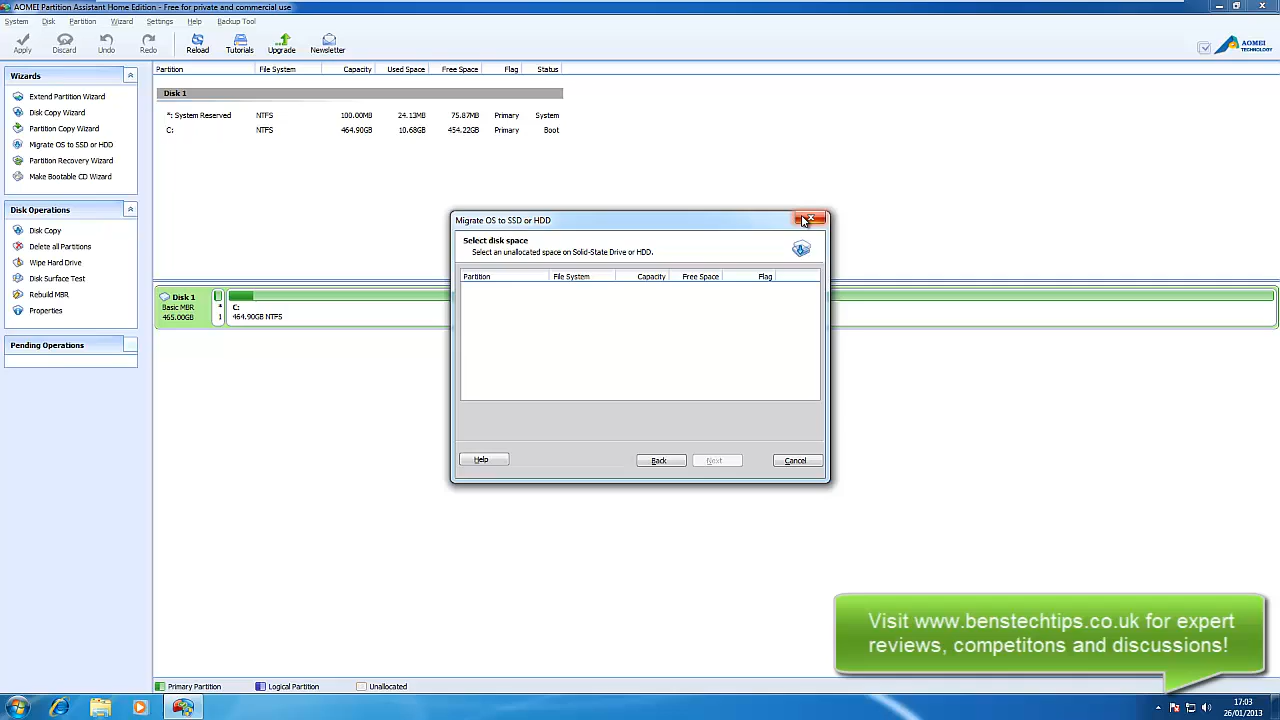 AOMEI Partition Assistant Home Edition - Free for private and commercial use
System Disk Partition Wizard Settings Help Backup Tool
Apply Discard Undo Redo Reload Tutorials Upgrade Newsletter
AOMEI
TECHNOLOGY
Wizards
Extend Partition Wizard
Disk Copy Wizard
Partition Copy Wizard
Migrate OS to SSD or HDD
Partition Recovery Wizard
Make Bootable CD Wizard
Disk Operations
Disk Copy
Delete all Partitions
Wipe Hard Drive
Disk Surface Test
Rebuild MBR
Properties
Pending Operations
Partition File System Capacity Used Space Free Space Flag Status
Disk 1
*: System Reserved NTFS 100.00MB 24.13MB 75.87MB Primary System
C: NTFS 464.90GB 10.68GB 454.22GB Primary Boot
Disk 1
Basic MBR
465.00GB
*
1
C:
464.90GB NTFS
Migrate OS to SSD or HDD
Select disk space
Select an unallocated space on Solid-State Drive or HDD.
Partition File System Capacity Free Space Flag
Help Back Next Cancel
Visit www.benstechtips.co.uk for expert
reviews, competitons and discussions!
Primary Partition Logical Partition Unallocated
17:03
26/01/2013